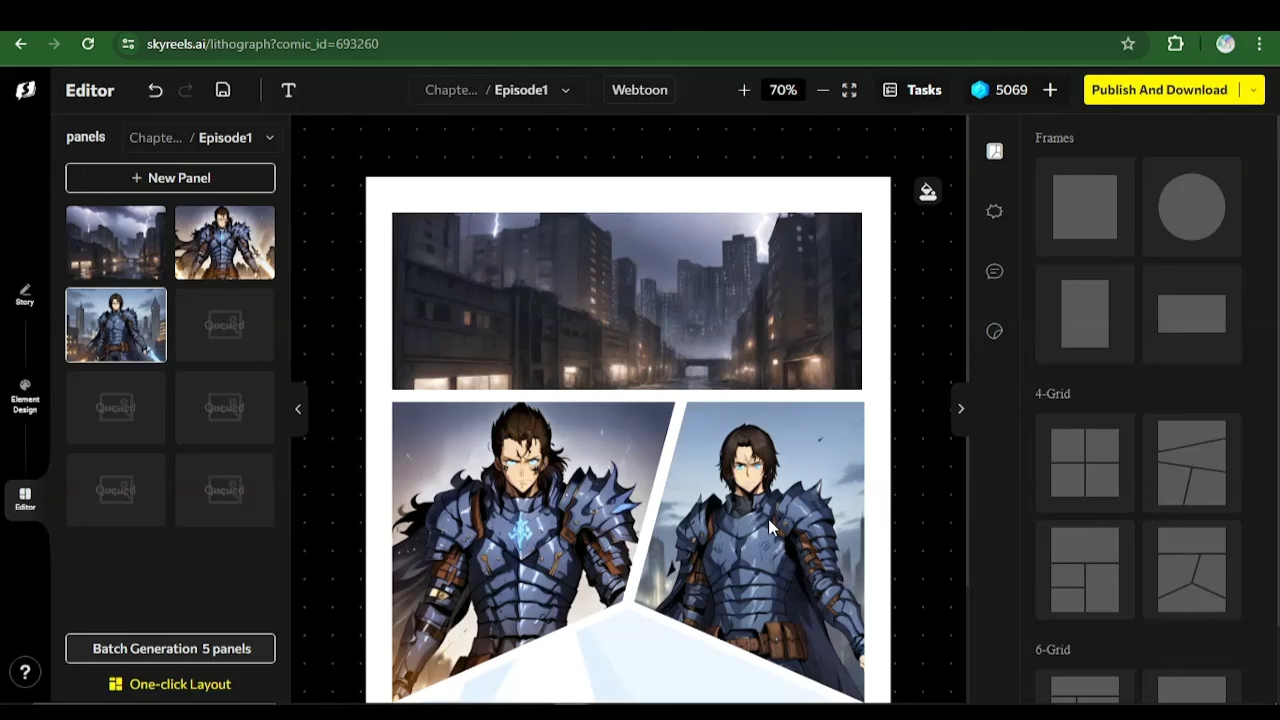 skyreels.ai/lithograph?comic_id=693260
Editor
Chapte... / Episode1
Webtoon
70%
Tasks
5069
Publish And Download
panels
Chapte... / Episode1
+ New Panel
Queued
Queued
Queued
Queued
Queued
Story
Element
Design
Editor
Batch Generation 5 panels
One-click Layout
?
Frames
4-Grid
6-Grid